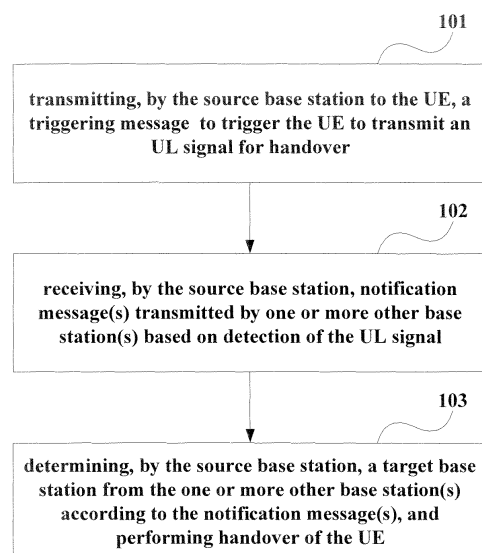 101
transmitting, by the source base station to the UE, a
triggering message to trigger the UE to transmit an
UL signal for handover
102
receiving, by the source base station, notification
message(s) transmitted by one or more other base
station(s) based on detection of the UL signal
103
determining, by the source base station, a target base
station from the one or more other base station(s)
according to the notification message(s), and
performing handover of the UE